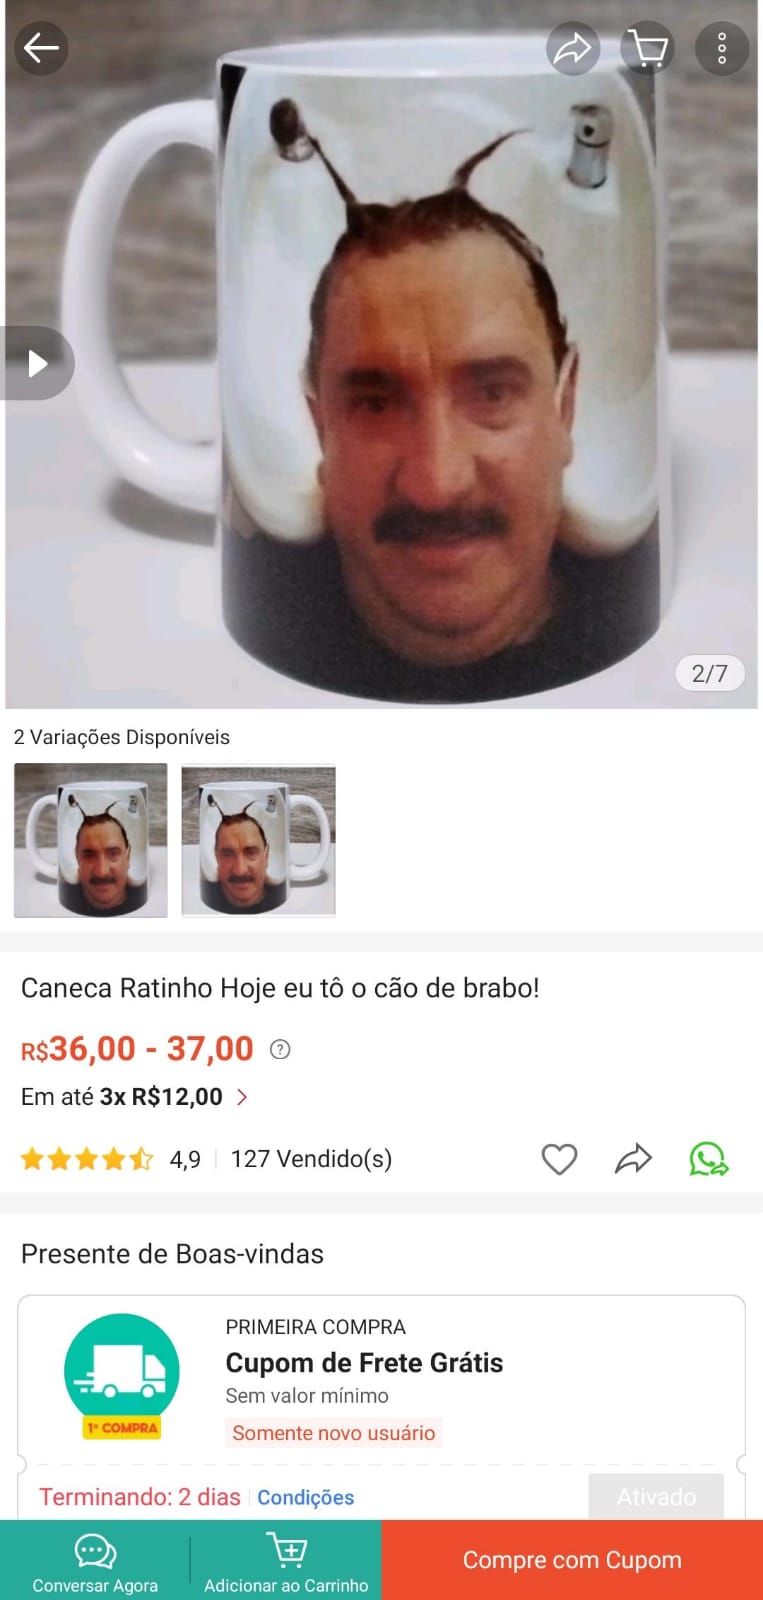 2/7
2 Variações Disponíveis
Caneca Ratinho Hoje eu tô o cão de brabo!
R$36,00 - 37,00 ?
Em até 3x R$12,00
4,9 127 Vendido(s)
Presente de Boas-vindas
PRIMEIRA COMPRA
Cupom de Frete Grátis
Sem valor mínimo
1ª COMPRA
Somente novo usuário
Terminando: 2 dias Condições Ativado
Conversar Agora Adicionar ao Carrinho Compre com Cupom